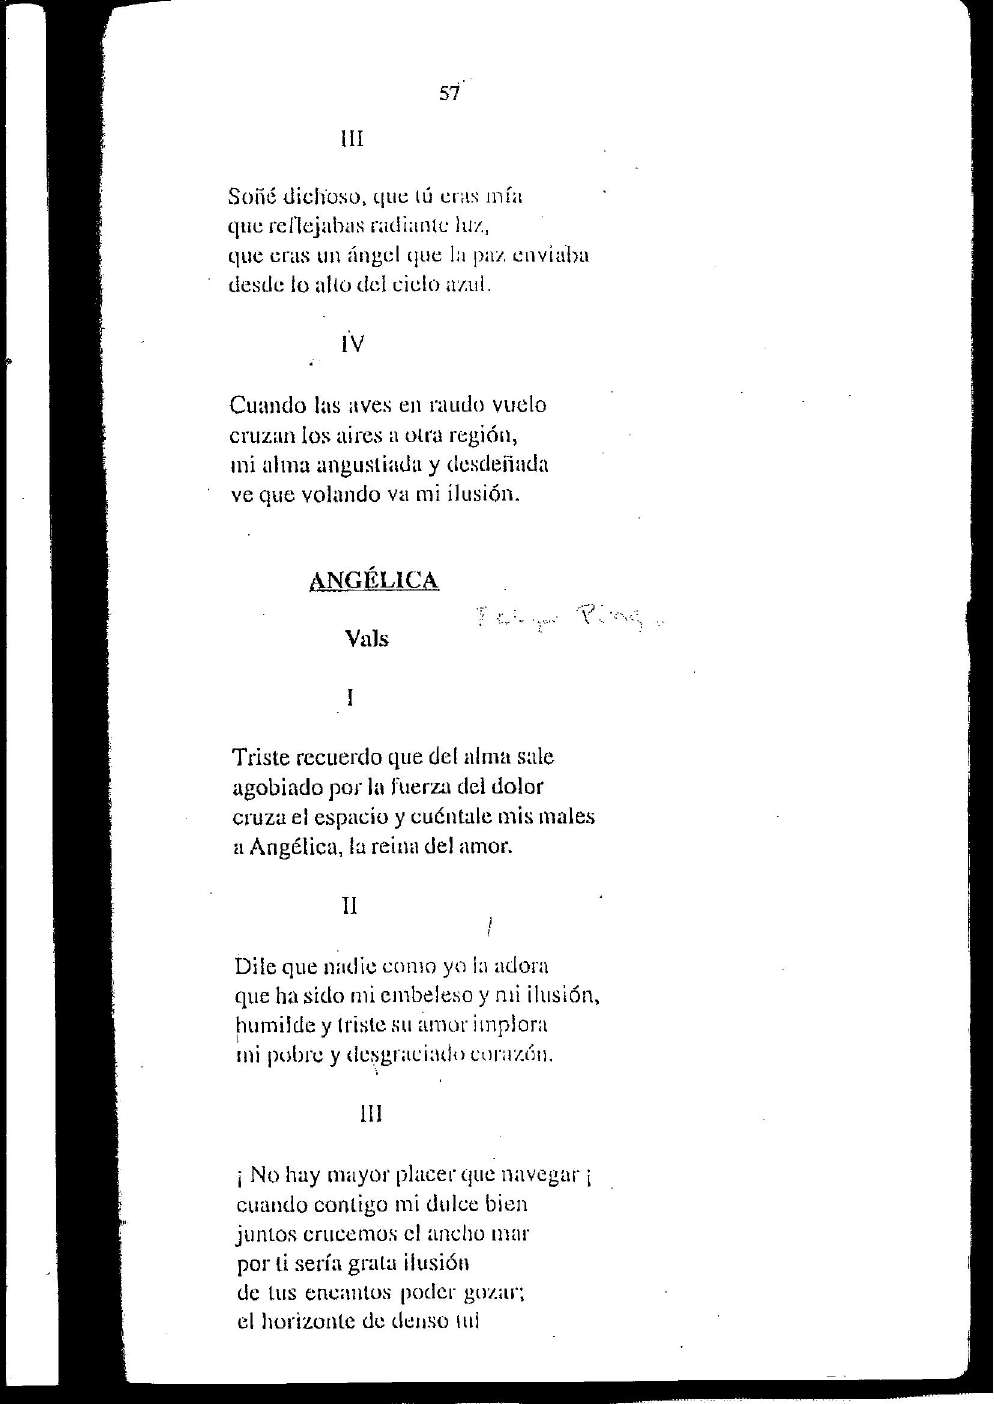 57
III
Soñé dichoso, que tú eras mía
que reflejabas radiante luz,
que eras un ángel que la paz enviaba
desde lo alto del cielo azul.
IV
Cuando las aves en raudo vuelo
cruzan los aires a otra región,
mi alma angustiada y desdeñada
ve que volando va mi ilusión.
ANGÉLICA
Vals
I
Triste recuerdo que del alma sale
agobiado por la fuerza del dolor
cruza el espacio y cuéntale mis males
a Angélica, la reina del amor.
II
Dile que nadie como yo la adora
que ha sido mi embeleso y mi ilusión,
humilde y triste su amor implora
mi pobre y desgraciado corazón.
III
¡ No hay mayor placer que navegar ¡
cuando contigo mi dulce bien
juntos crucemos el ancho mar
por ti sería grata ilusión
de tus encantos poder gozar;
el horizonte de denso tul